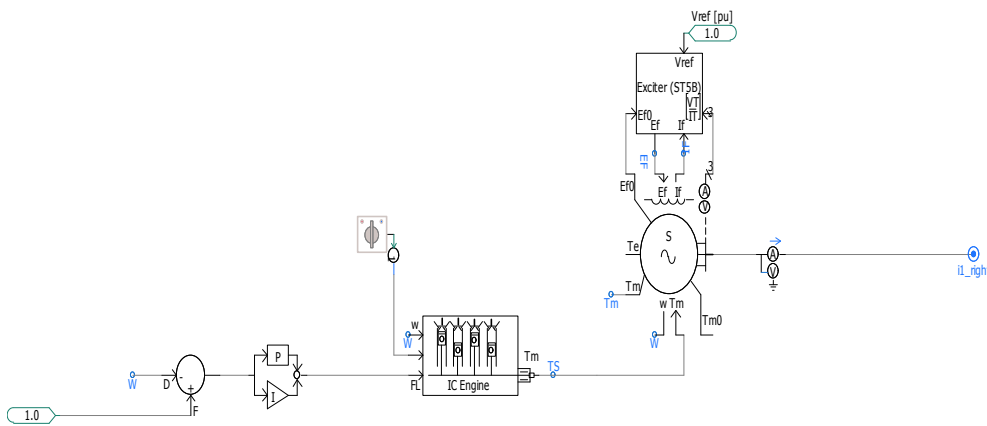 Vref [pu]
1.0
Vref
Exciter (ST5B)
VT
IT
Ef0
3
Ef
If
EF
3
Ef0
Ef
If
A
V
S
Te
Tm
Tm
w Tm
Tm0
W
A
V
i1_righ
w
W
FL
IC Engine
Tm
TS
W
D
-
+
F
P
I
1.0